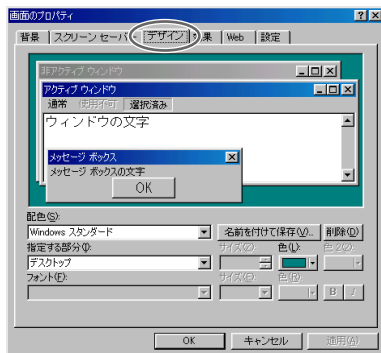 画面のプロパティ
背景 スクリーン セーバー デザイン 効果 Web 設定
非アクティブ ウィンドウ
アクティブ ウィンドウ
通常 使用不可 選択済み
ウィンドウの文字
メッセージ ボックス
メッセージ ボックスの文字
OK
配色(S):
Windows スタンダード 名前を付けて保存(V)... 削除(D)
指定する部分(I): サイズ(Z): 色(L): 色 2(O):
デスクトップ
フォント(F): サイズ(E): 色(R):
B I
OK キャンセル 適用(A)